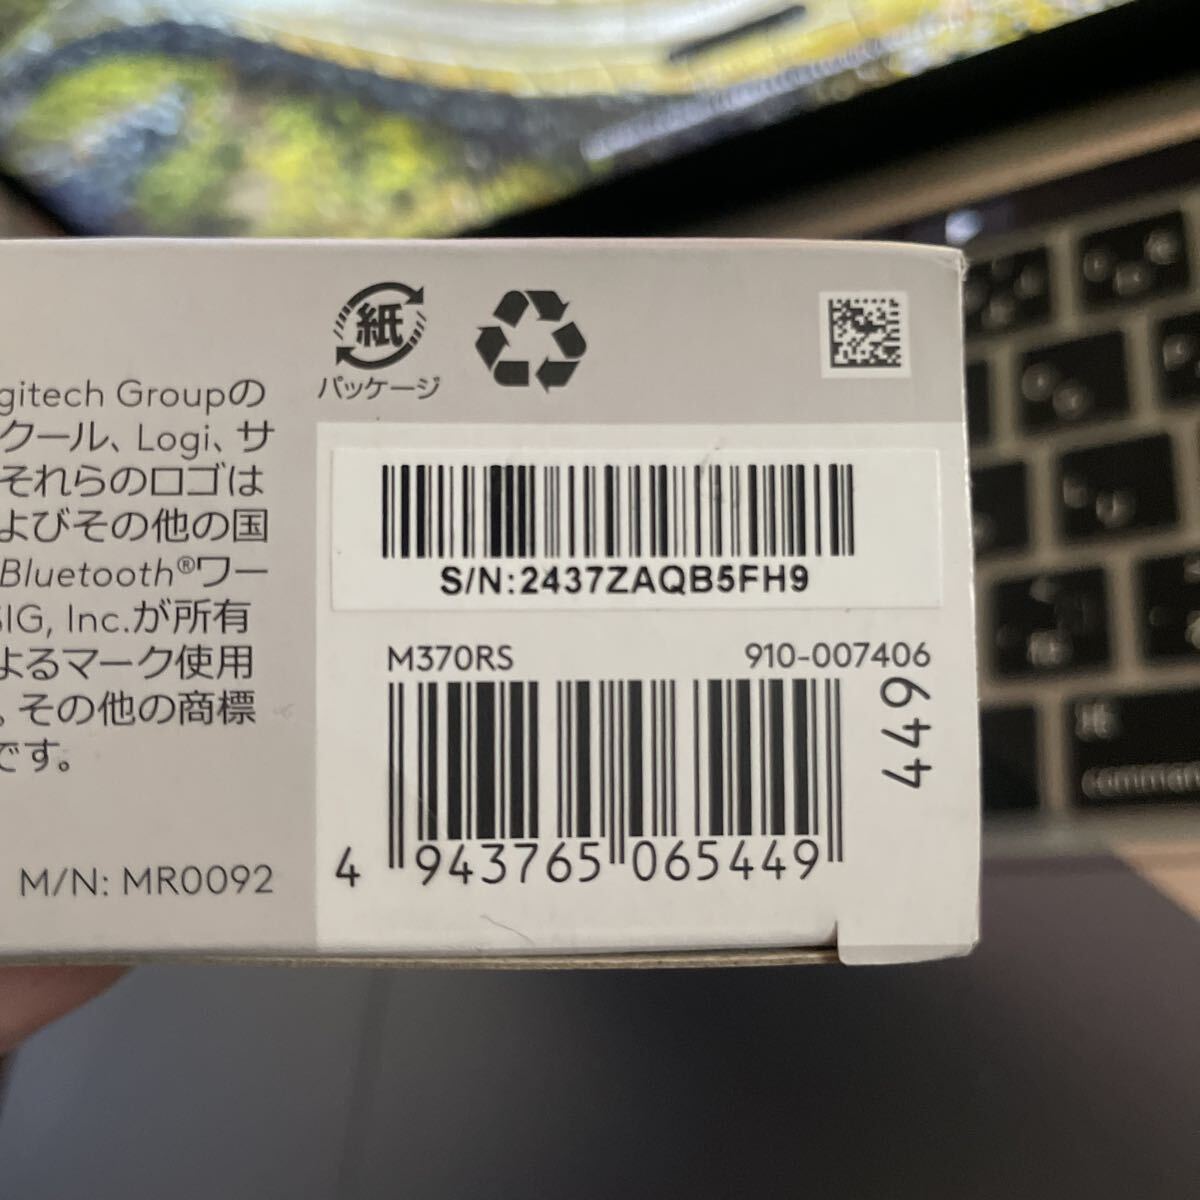 紙
パッケージ
gitech Groupの
クール、Logi、サ
それらのロゴは
よびその他の国
Bluetooth®ワー
SIG, Inc.が所有
よるマーク使用
。その他の商標
です。
M/N: MR0092
S/N:2437ZAQB5FH9
M370RS 910-007406
449
4 943765 065449
command